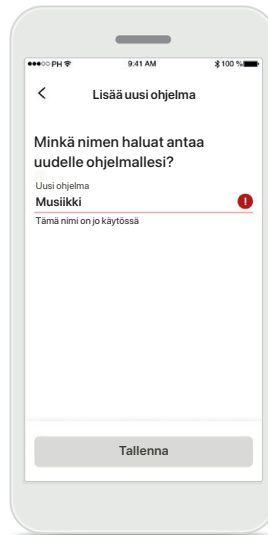 PH
9:41 AM
100 %
Lisää uusi ohjelma
Minkä nimen haluat antaa
uudelle ohjelmallesi?
Uusi ohjelma
Musiikki
!
Tämä nimi on jo käytössä
Tallenna